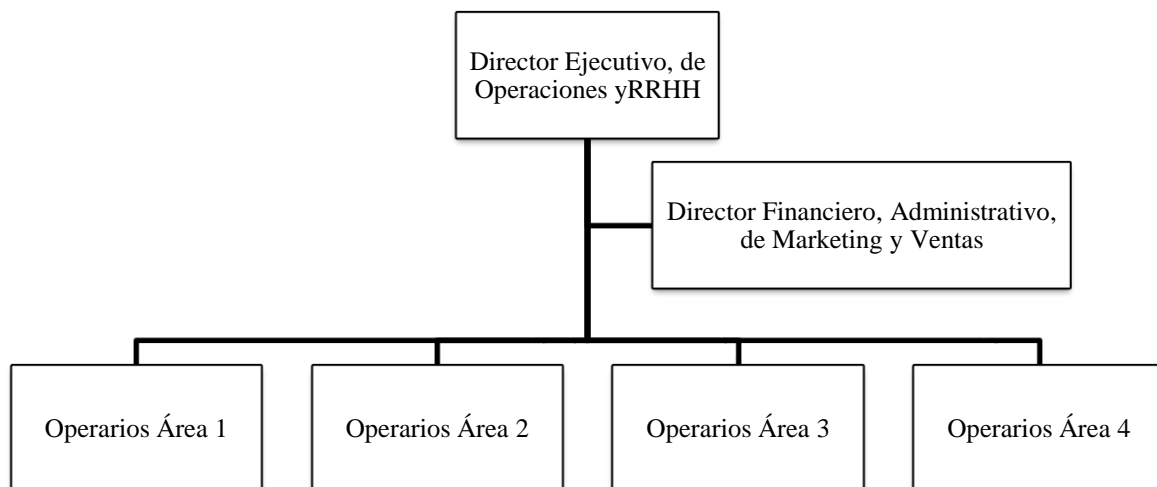 Director Ejecutivo, de
Operaciones yRRHH
Director Financiero, Administrativo,
de Marketing y Ventas
Operarios Área 1
Operarios Área 2
Operarios Área 3
Operarios Área 4